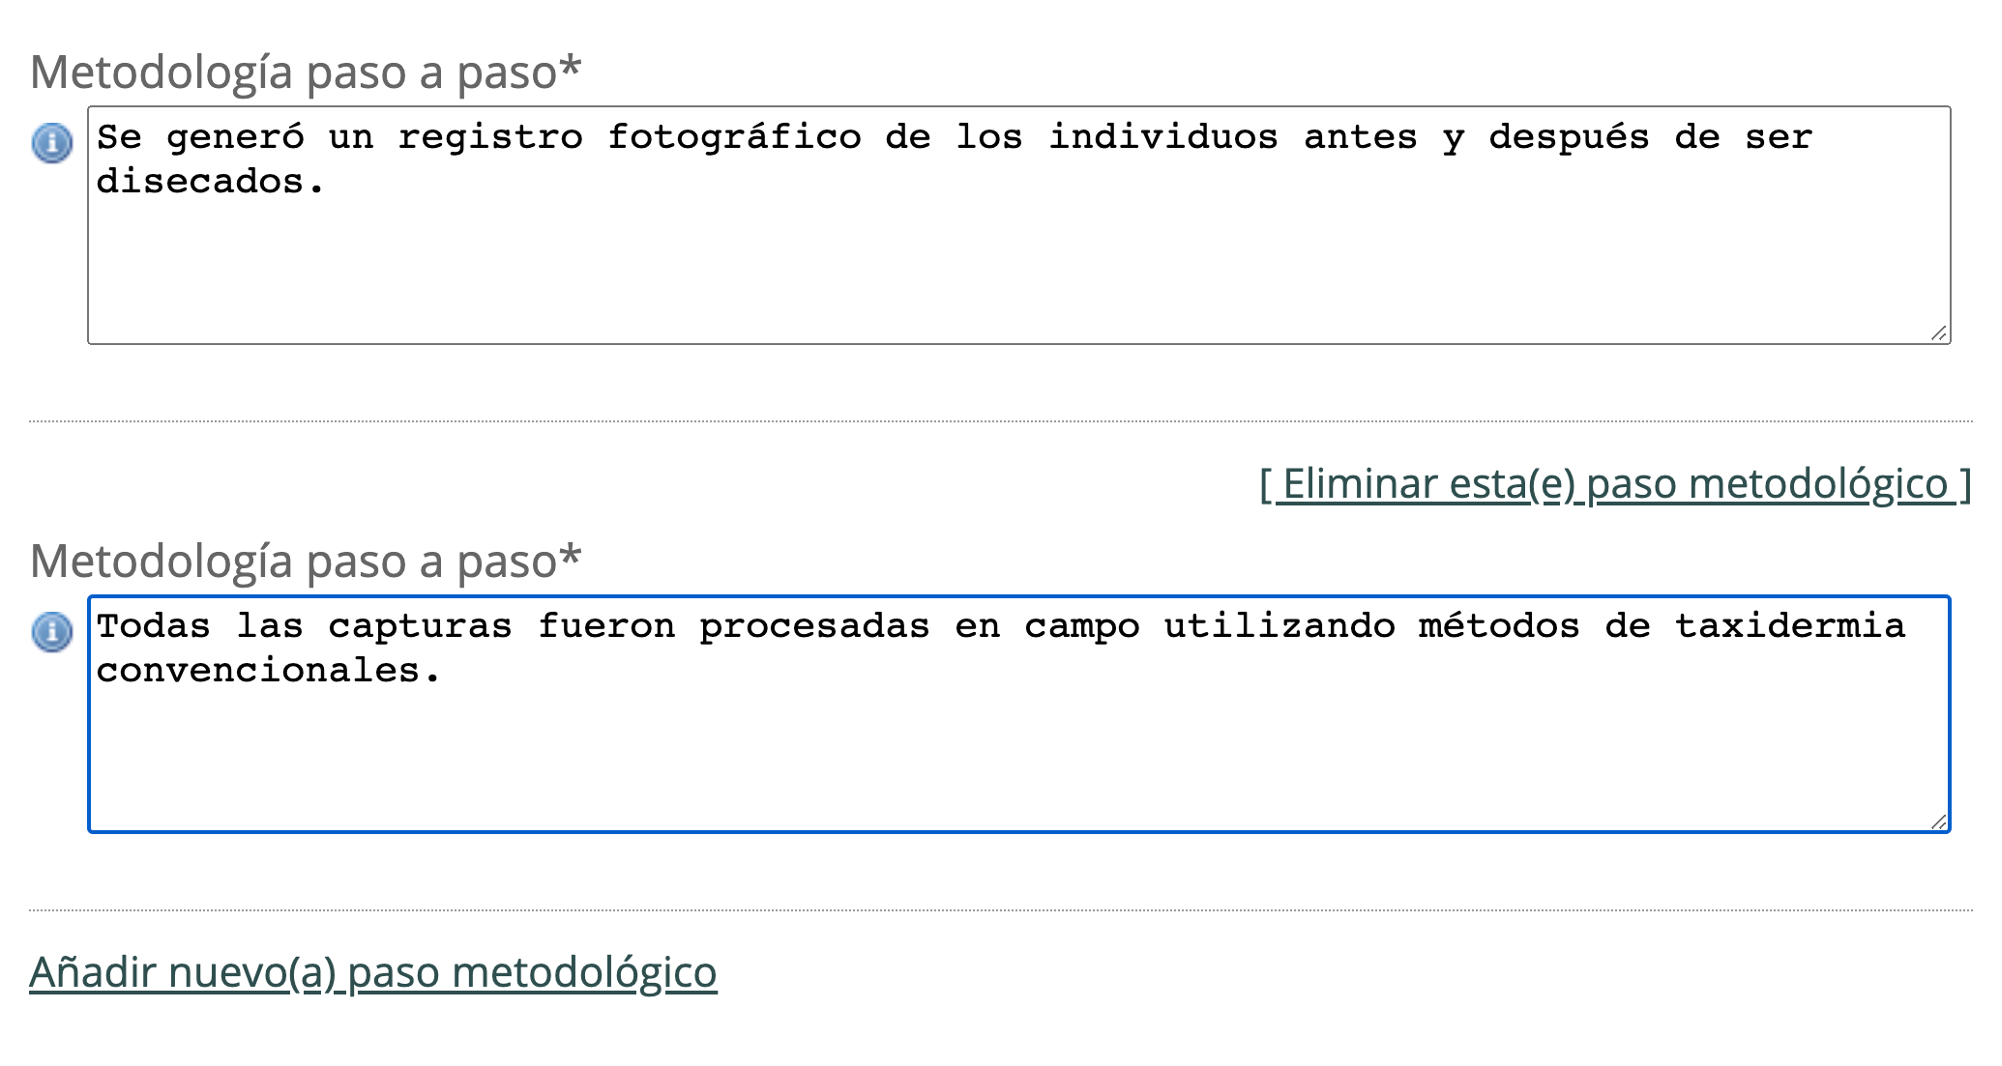 Metodología paso a paso*
Se generó un registro fotográfico de los individuos antes y después de ser
disecados.
[ Eliminar esta(e) paso metodológico ]
Metodología paso a paso*
Todas las capturas fueron procesadas en campo utilizando métodos de taxidermia
convencionales.
Añadir nuevo(a) paso metodológico